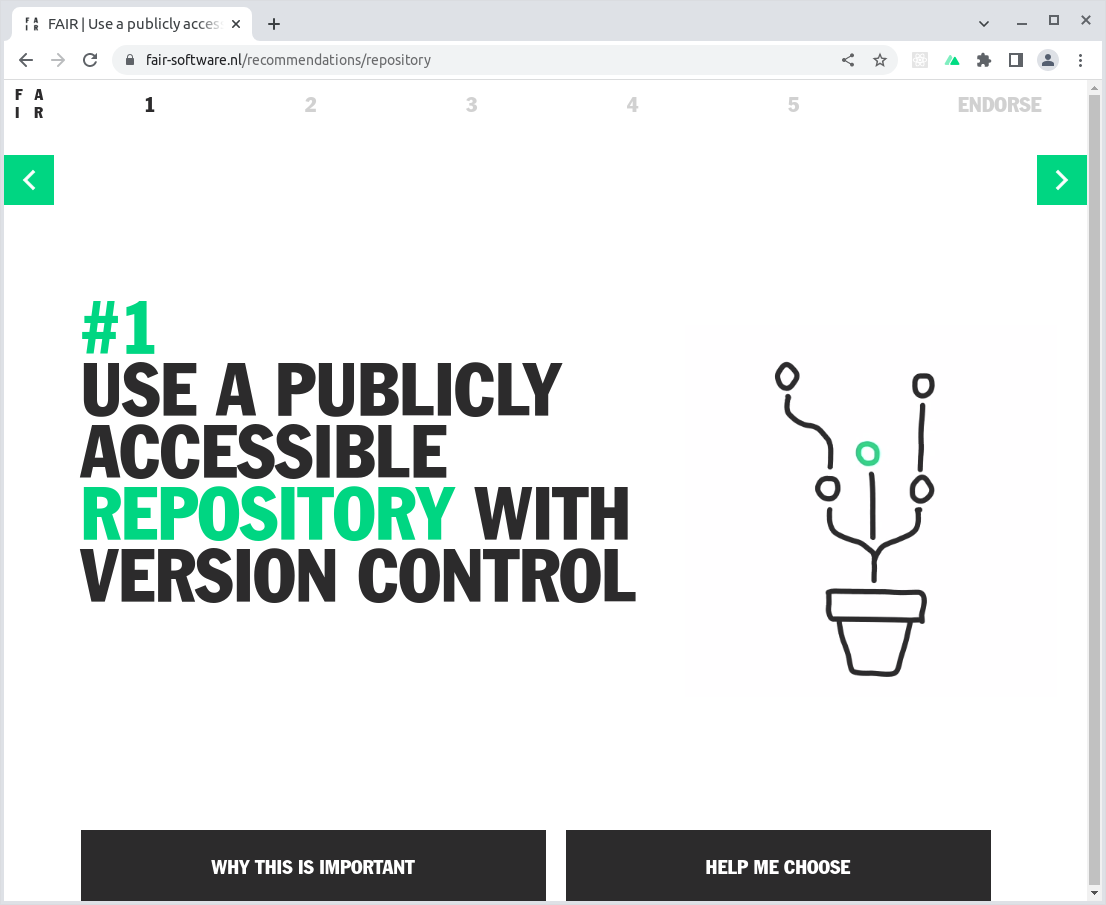 FAIR | Use a publicly acces
fair-software.nl/recommendations/repository
F A
I R
1 2 3 4 5 ENDORSE
#1
USE A PUBLICLY
ACCESSIBLE
REPOSITORY WITH
VERSION CONTROL
WHY THIS IS IMPORTANT
HELP ME CHOOSE